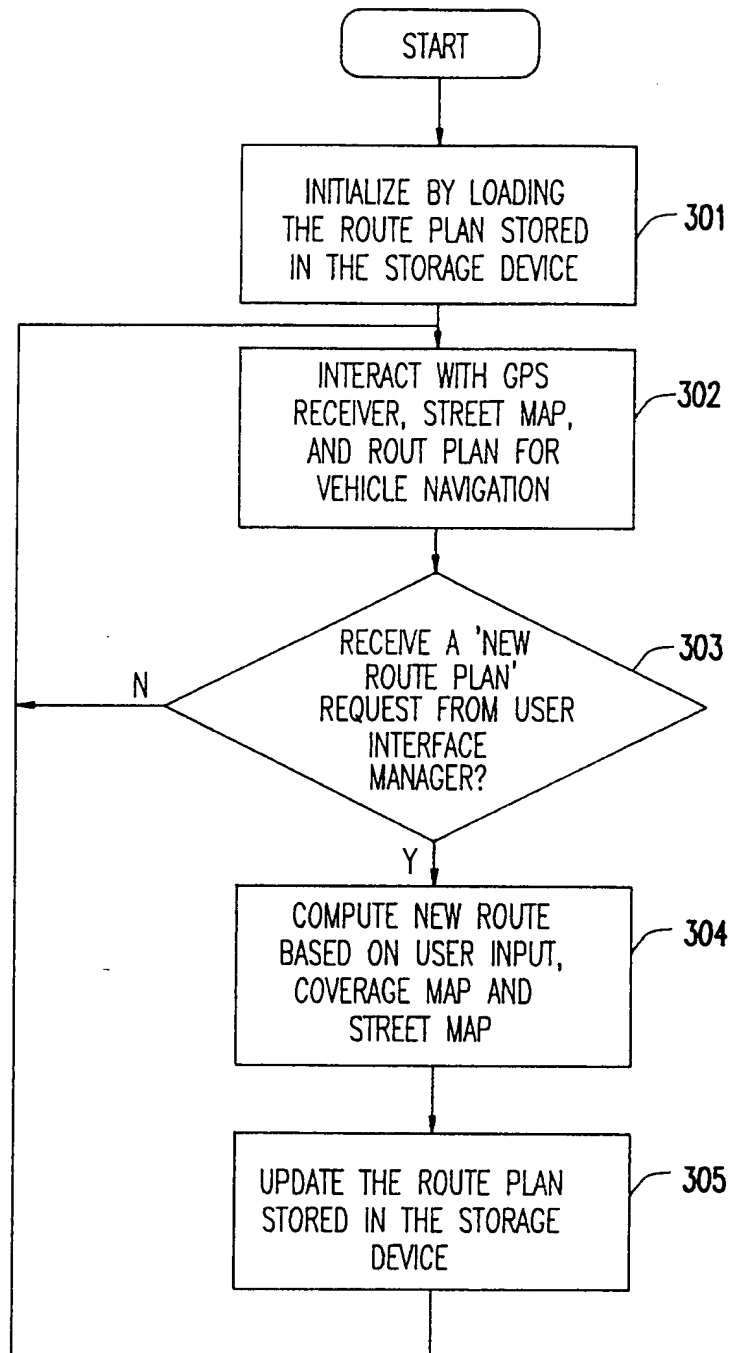 START
INITIALIZE BY LOADING
THE ROUTE PLAN STORED
IN THE STORAGE DEVICE
301
INTERACT WITH GPS
RECEIVER, STREET MAP,
AND ROUT PLAN FOR
VEHICLE NAVIGATION
302
RECEIVE A 'NEW
ROUTE PLAN'
REQUEST FROM USER
INTERFACE
MANAGER?
303
N
Y
COMPUTE NEW ROUTE
BASED ON USER INPUT,
COVERAGE MAP AND
STREET MAP
304
UPDATE THE ROUTE PLAN
STORED IN THE STORAGE
DEVICE
305